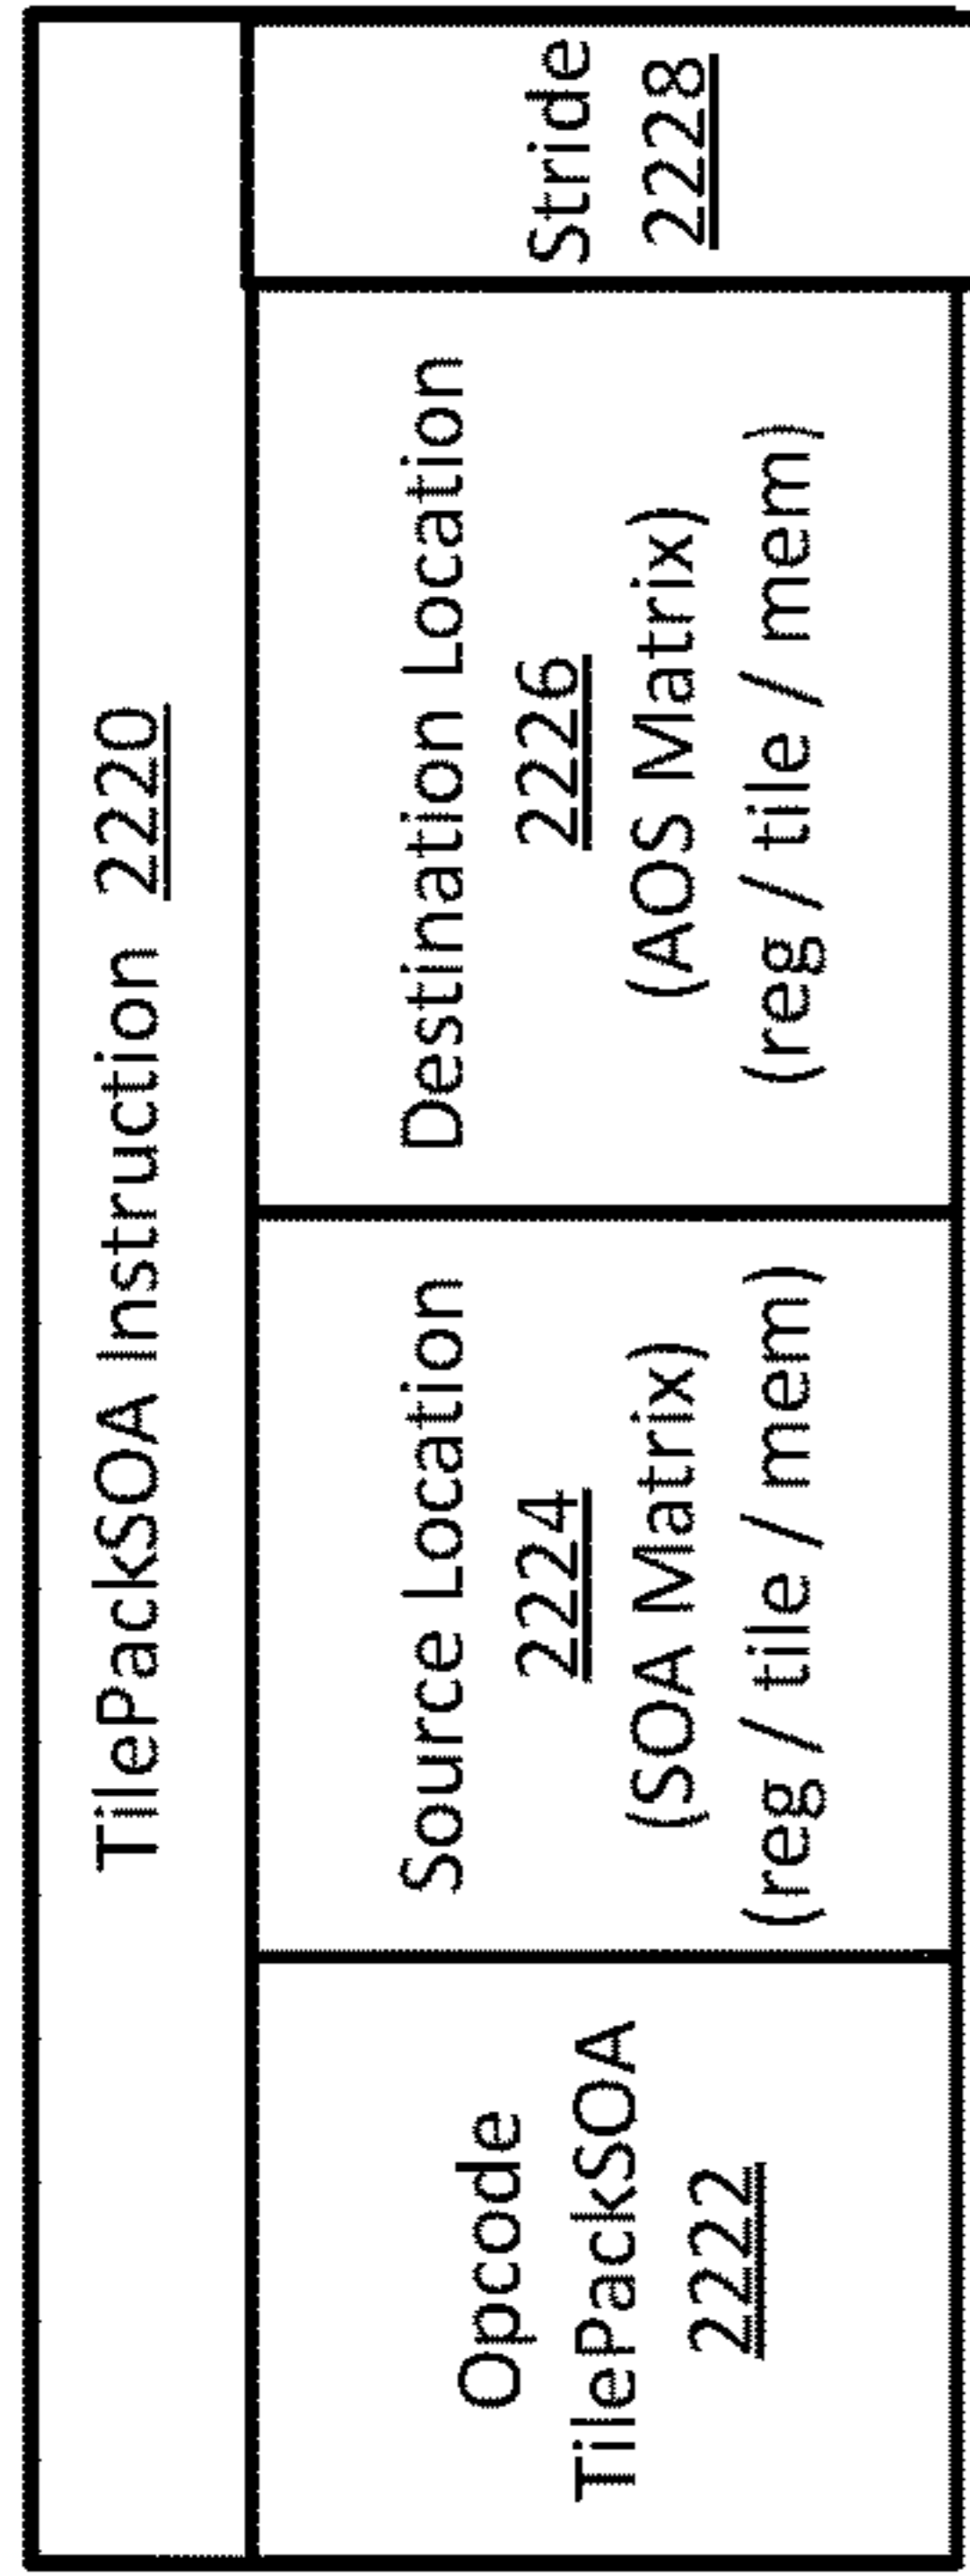 TilePackSOA Instruction 2220
Opcode
TilePackSOA
2222
Source Location
2224
(SOA Matrix)
(reg / tile / mem)
Destination Location
2226
(AOS Matrix)
(reg / tile / mem)
Stride
2228